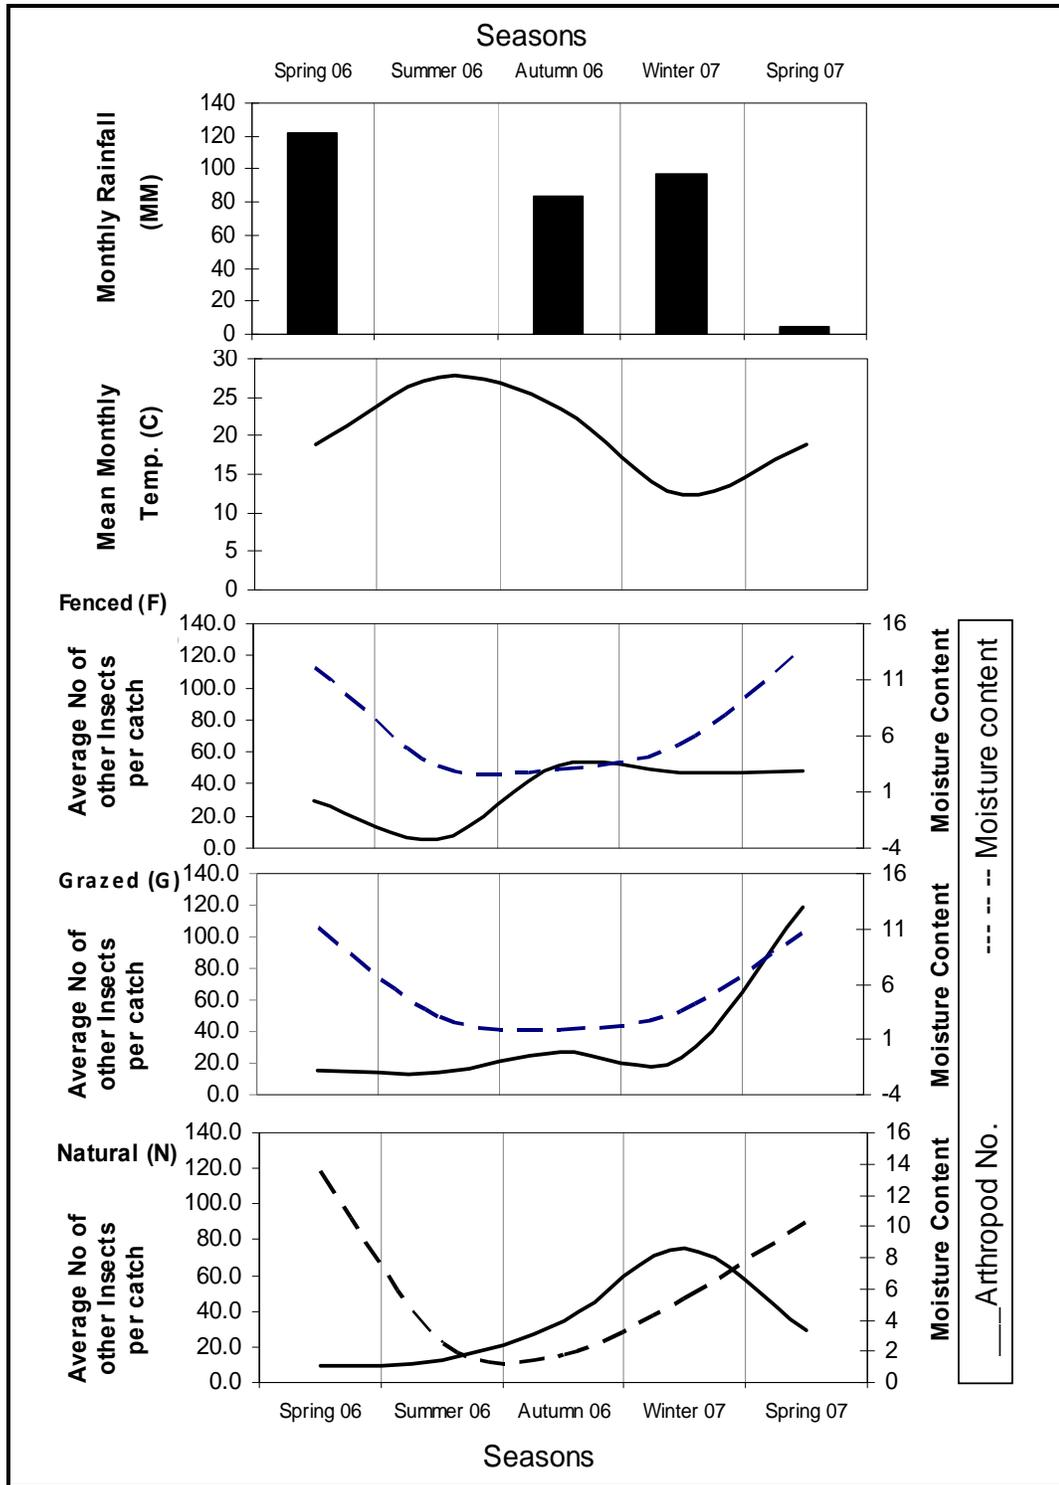 Seasons
Spring 06 Summer 06 Autumn 06 Winter 07 Spring 07
Monthly Rainfall
(MM)
140
120
100
80
60
40
20
0
Mean Monthly
Temp. (C)
30
25
20
15
10
5
0
Fenced (F)
Average No of
other Insects
per catch
140.0
120.0
100.0
80.0
60.0
40.0
20.0
0.0
16
11
6
1
-4
Moisture Content
Grazed (G)
Average No of
other Insects
per catch
140.0
120.0
100.0
80.0
60.0
40.0
20.0
0.0
16
11
6
1
-4
Moisture Content
Natural (N)
Average No of
other Insects
per catch
140.0
120.0
100.0
80.0
60.0
40.0
20.0
0.0
16
14
12
10
8
6
4
2
0
Moisture Content
Spring 06 Summer 06 Autumn 06 Winter 07 Spring 07
Seasons
___Arthropod No. --- -- -- Moisture content